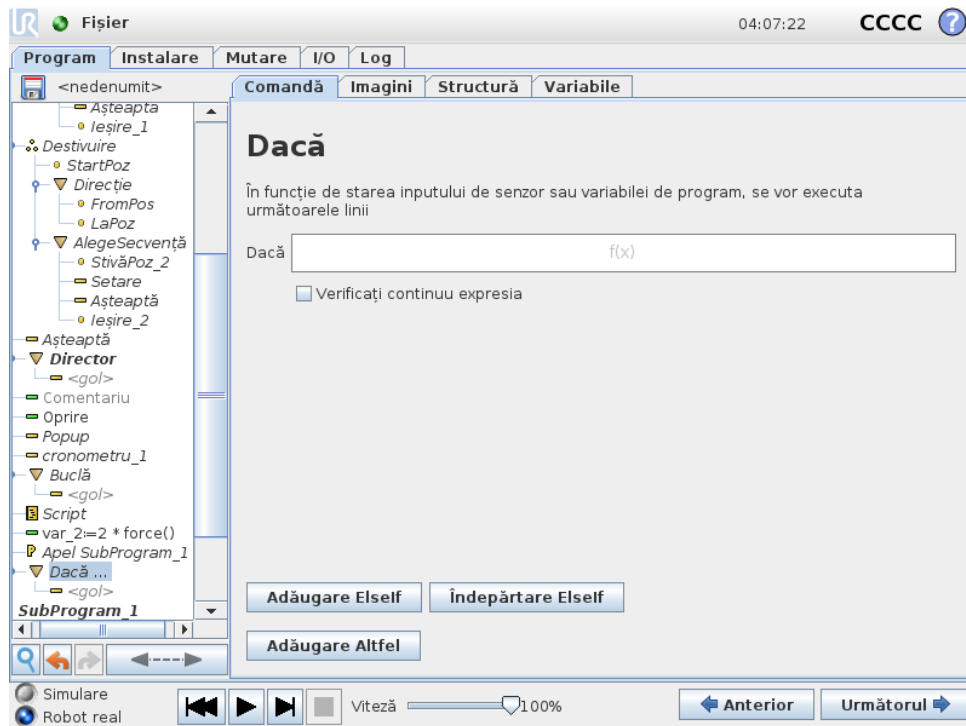 UR Fișier 04:07:22 CCCC ?
Program Instalare Mutare I/O Log
<nedenumit> Comandă Imagini Structură Variabile
Așteaptă
Ieșire_1
Destivuire
StartPoz
Direcție
FromPos
LaPoz
AlegeSecvență
StivăPoz_2
Setare
Așteaptă
Ieșire_2
Așteaptă
Director
<gol>
Comentariu
Oprire
Popup
cronometru_1
Buclă
<gol>
Script
var_2≔2 * force()
P Apel SubProgram_1
Dacă ...
<gol>
SubProgram_1
Dacă
În funcție de starea inputului de senzor sau variabilei de program, se vor executa
următoarele linii
Dacă f(x)
Verificați continuu expresia
Adăugare ElseIf Îndepărtare ElseIf
Adăugare Altfel
Simulare
Robot real
Viteză 100%
Anterior Următorul